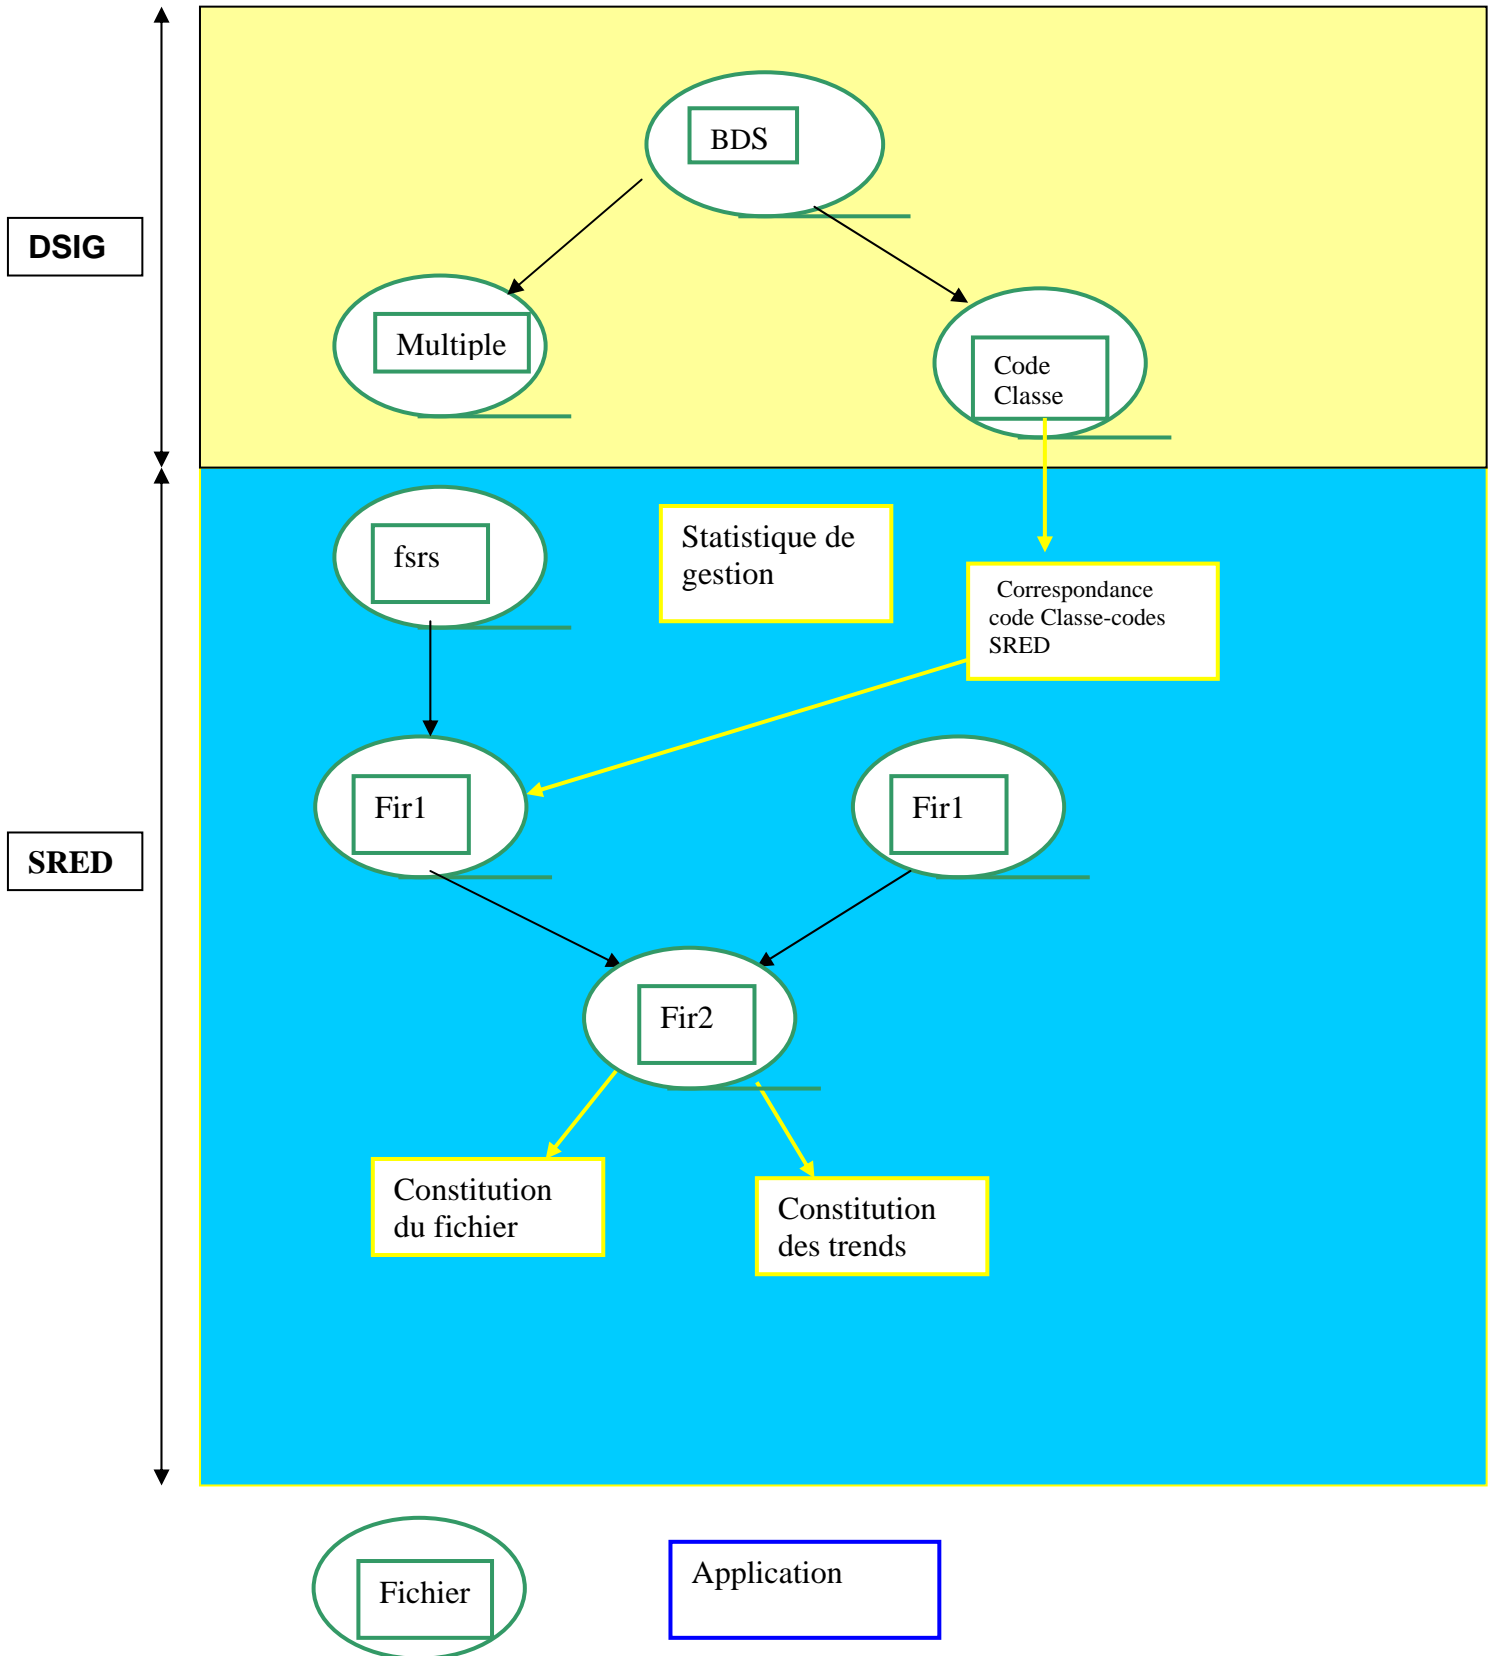 BDS
DSIG
Multiple
Code
Classe
fsrs
Statistique de
gestion
Correspondance
code Classe-codes
SRED
Fir1
Fir1
SRED
Fir2
Constitution
du fichier
Constitution
des trends
Fichier
Application